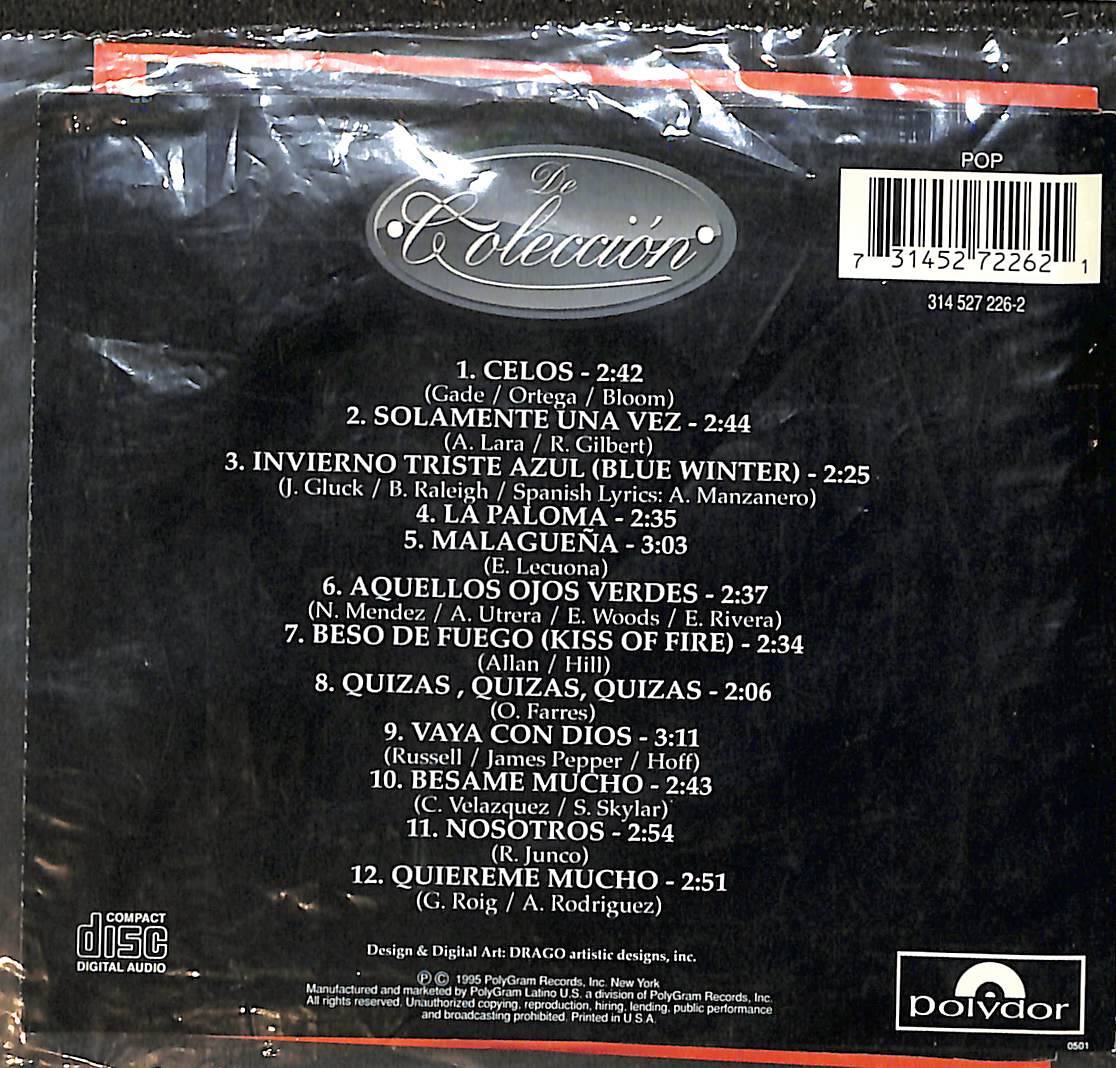 De
Colección
POP
7 31452 72262 1
314 527 226-2
1. CELOS - 2:42
(Gade / Ortega / Bloom)
2. SOLAMENTE UNA VEZ - 2:44
(A. Lara / R. Gilbert)
3. INVIERNO TRISTE AZUL (BLUE WINTER) - 2:25
(J. Gluck / B. Raleigh / Spanish Lyrics: A. Manzanero)
4. LA PALOMA - 2:35
5. MALAGUEÑA - 3:03
(E. Lecuona)
6. AQUELLOS OJOS VERDES - 2:37
(N. Mendez / A. Utrera / E. Woods / E. Rivera)
7. BESO DE FUEGO (KISS OF FIRE) - 2:34
(Allan / Hill)
8. QUIZAS , QUIZAS, QUIZAS - 2:06
(O. Farres)
9. VAYA CON DIOS - 3:11
(Russell / James Pepper / Hoff)
10. BESAME MUCHO - 2:43
(C. Velazquez / S. Skylar)
11. NOSOTROS - 2:54
(R. Junco)
12. QUIEREME MUCHO - 2:51
(G. Roig / A. Rodriguez)
COMPACT
disc
DIGITAL AUDIO
Design & Digital Art: DRAGO artistic designs, inc.
℗ © 1995 PolyGram Records, Inc. New York
Manufactured and marketed by PolyGram Latino U.S. a division of PolyGram Records, Inc.
All rights reserved. Unauthorized copying, reproduction, hiring, lending, public performance
and broadcasting prohibited. Printed in U.S.A.
polydor
0501